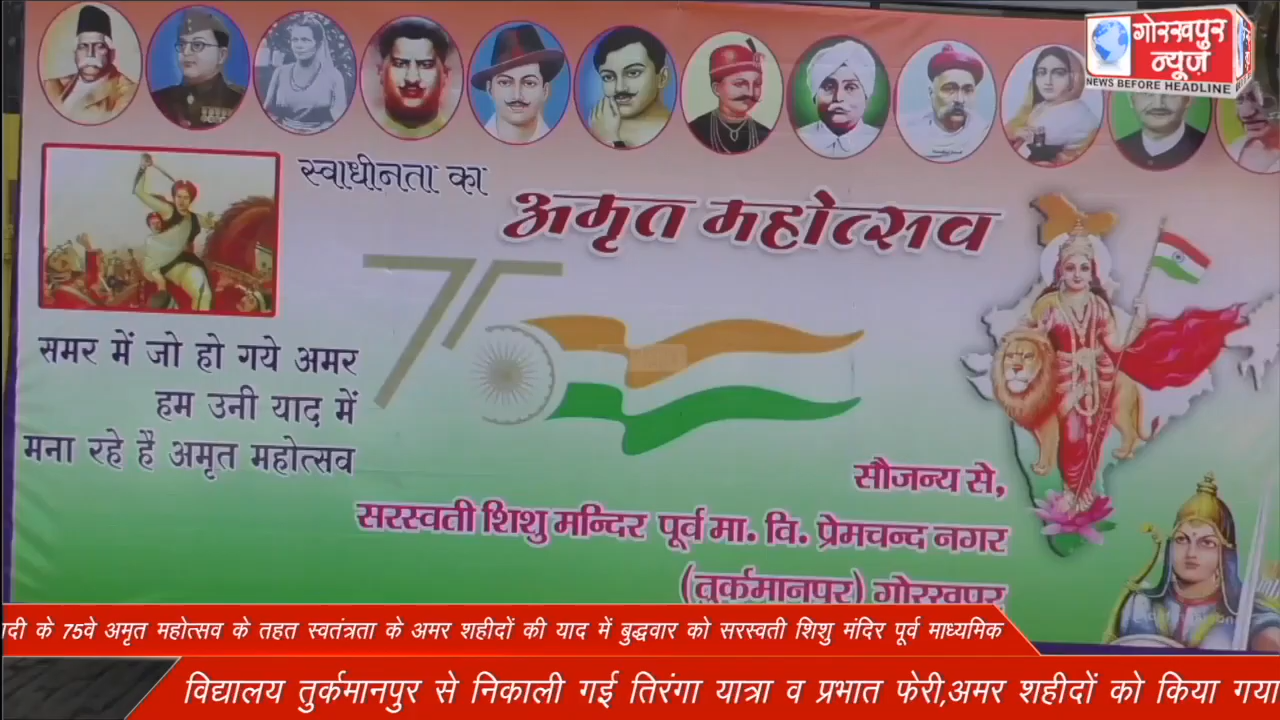 गोरखपुर
न्यूज़
NEWS BEFORE HEADLINE
स्वाधीनता का
अमृत महोत्सव
75
समर में जो हो गये अमर
हम उनी याद में
मना रहे है अमृत महोत्सव
सौजन्य से,
सरस्वती शिशु मन्दिर पूर्व मा. वि. प्रेमचन्द नगर
(तुर्कमानपुर) गोरखपुर
दी के 75वे अमृत महोत्सव के तहत स्वतंत्रता के अमर शहीदों की याद में बुद्धवार को सरस्वती शिशु मंदिर पूर्व माध्यमिक
विद्यालय तुर्कमानपुर से निकाली गई तिरंगा यात्रा व प्रभात फेरी,अमर शहीदों को किया गया